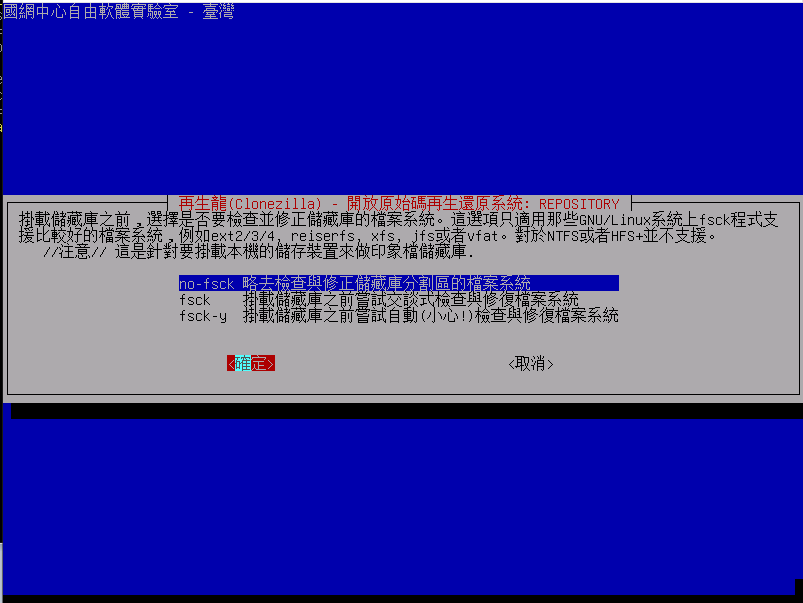 國網中心自由軟體實驗室 - 臺灣
再生龍(Clonezilla) - 開放原始碼再生還原系統: REPOSITORY
掛載儲藏庫之前,選擇是否要檢查並修正儲藏庫的檔案系統。這選項只適用那些GNU/Linux系統上fsck程式支
援比較好的檔案系統,例如ext2/3/4, reiserfs, xfs, jfs或者vfat。對於NTFS或者HFS+並不支援。
//注意// 這是針對要掛載本機的儲存裝置來做印象檔儲藏庫.
no-fsck 略去檢查與修正儲藏庫分割區的檔案系統
fsck 掛載儲藏庫之前嘗試交談式檢查與修復檔案系統
fsck-y 掛載儲藏庫之前嘗試自動(小心!)檢查與修復檔案系統
<確定> <取消>